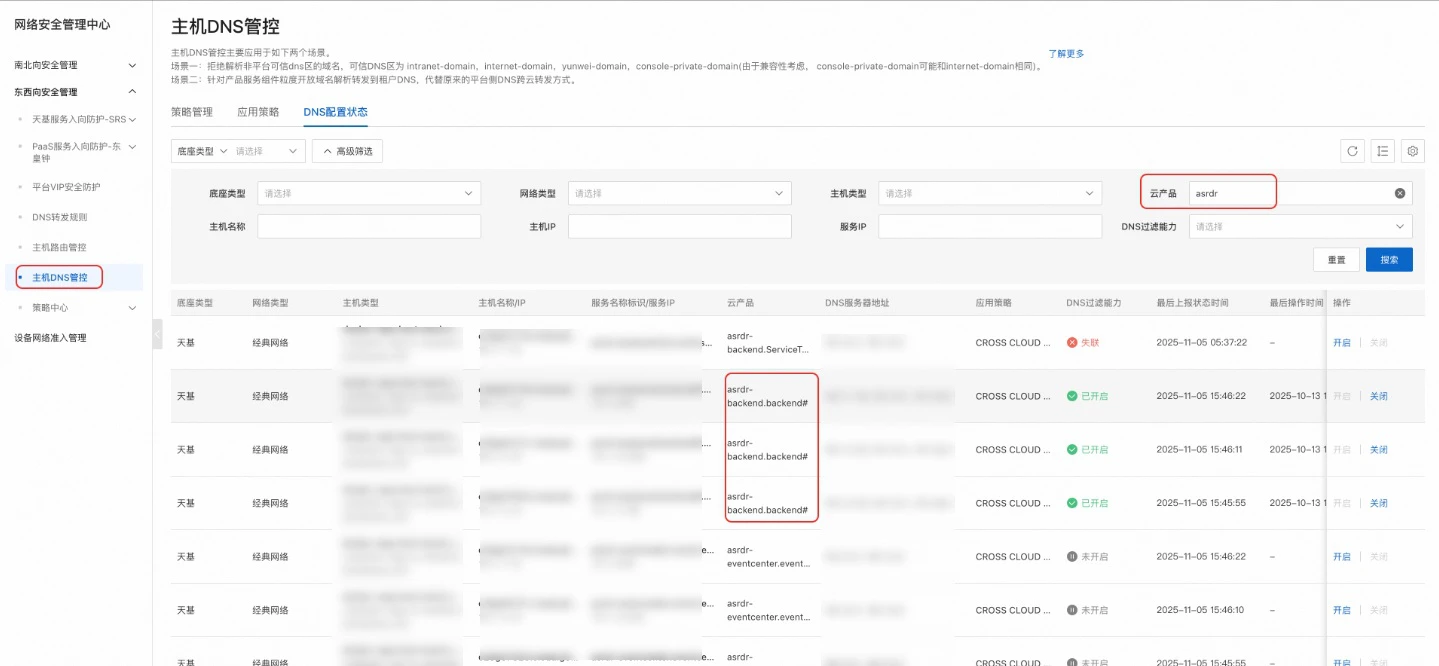 网络安全管理中心
南北向安全管理
东西向安全管理
天基服务入向防护-SRS
PaaS服务入向防护-东
皇钟
平台VIP安全防护
DNS转发规则
主机路由管控
主机DNS管控
策略中心
设备网络准入管理
主机DNS管控
主机DNS管控主要应用于如下两个场景。 了解更多
场景一：拒绝解析非平台可信dns区的域名，可信DNS区为 intranet-domain，internet-domain，yunwei-domain，console-private-domain(由于兼容性考虑， console-private-domain可能和internet-domain相同)。
场景二：针对产品服务组件粒度开放域名解析转发到租户DNS，代替原来的平台侧DNS跨云转发方式。
策略管理 应用策略 DNS配置状态
底座类型 请选择 高级筛选
底座类型 请选择 网络类型 请选择 主机类型 请选择 云产品 asrdr
主机名称 主机IP 服务IP DNS过滤能力 请选择
重置 搜索
底座类型 网络类型 主机类型 主机名称/IP 服务名称标识/服务IP 云产品 DNS服务器地址 应用策略 DNS过滤能力 最后上报状态时间 最后操作时间 操作
天基 经典网络 asrdr-
backend.ServiceT... CROSS CLOUD ... 失联 2025-11-05 05:37:22 - 开启 | 关闭
天基 经典网络 asrdr-
backend.backend# CROSS CLOUD ... 已开启 2025-11-05 15:46:22 2025-10-13 1 开启 | 关闭
天基 经典网络 asrdr-
backend.backend# CROSS CLOUD ... 已开启 2025-11-05 15:46:11 2025-10-13 1 开启 | 关闭
天基 经典网络 asrdr-
backend.backend# CROSS CLOUD ... 已开启 2025-11-05 15:45:55 2025-10-13 1 开启 | 关闭
天基 经典网络 asrdr-
eventcenter.event... CROSS CLOUD ... 未开启 2025-11-05 15:46:22 - 开启 | 关闭
天基 经典网络 asrdr-
eventcenter.event... CROSS CLOUD ... 未开启 2025-11-05 15:46:10 - 开启 | 关闭
天基 经典网络 asrdr- CROSS CLOUD ... 未开启 2025-11-05 15:45:55 - 开启 | 关闭